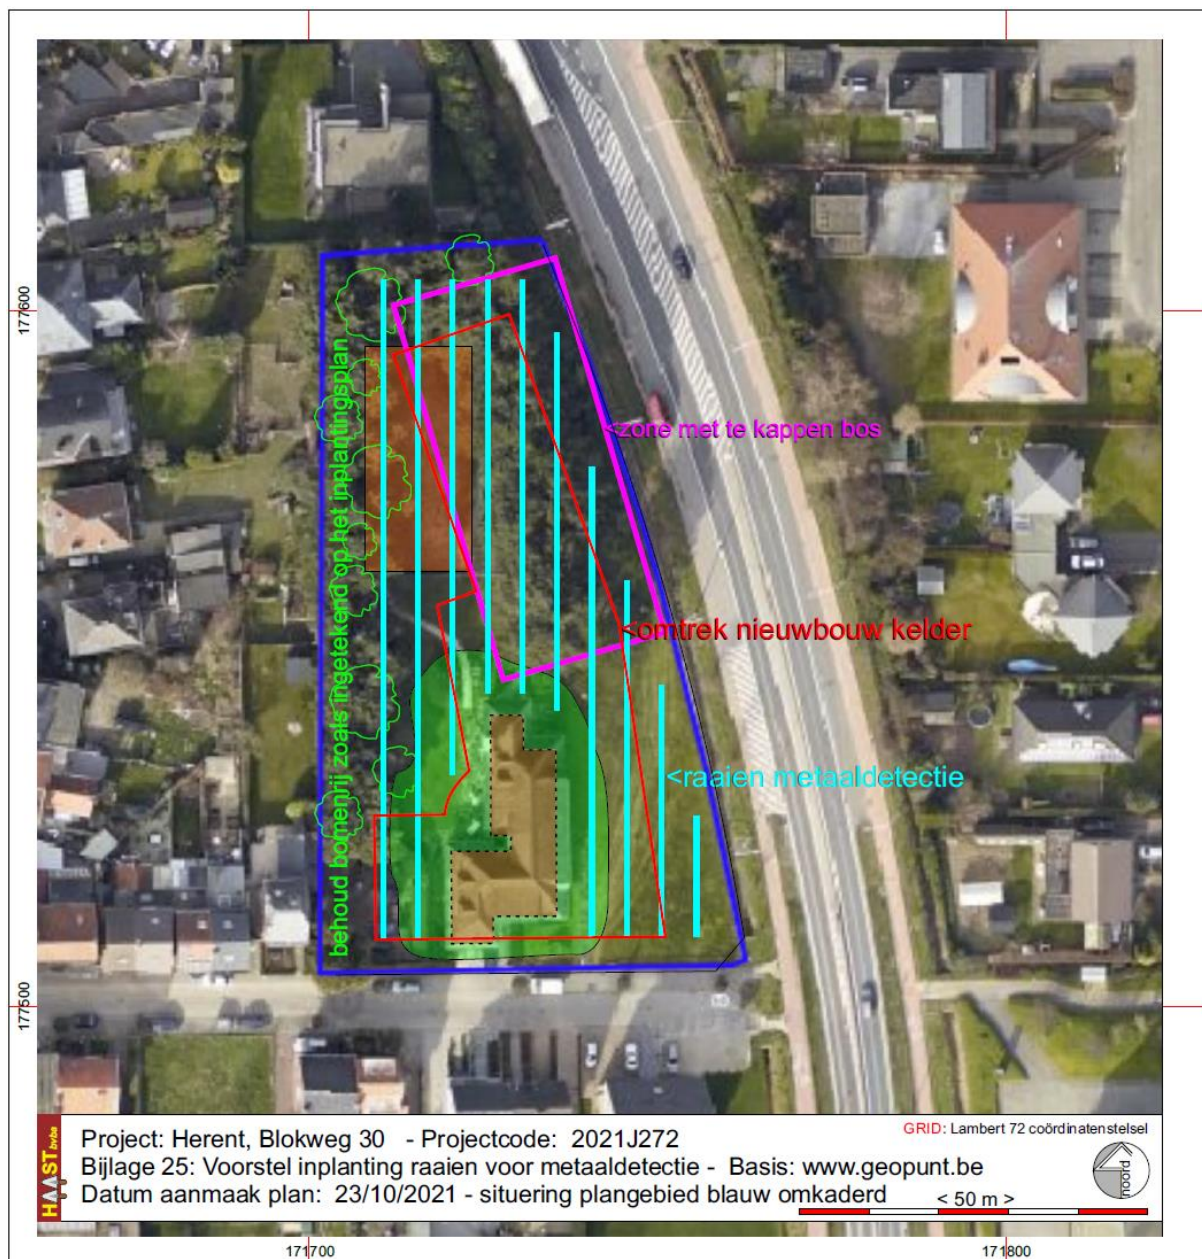 177600
177500
behoud bomenrij zoals ingetekend op het inplantingsplan
<zone met te kappen bos
<omtrek nieuwbouw kelder
<raaien metaaldetectie
HAAST bvba
Project: Herent, Blokweg 30 - Projectcode: 2021J272
GRID: Lambert 72 coördinatenstelsel
Bijlage 25: Voorstel inplanting raaien voor metaaldetectie - Basis: www.geopunt.be
Datum aanmaak plan: 23/10/2021 - situering plangebied blauw omkaderd
< 50 m >
noord
171700
171800